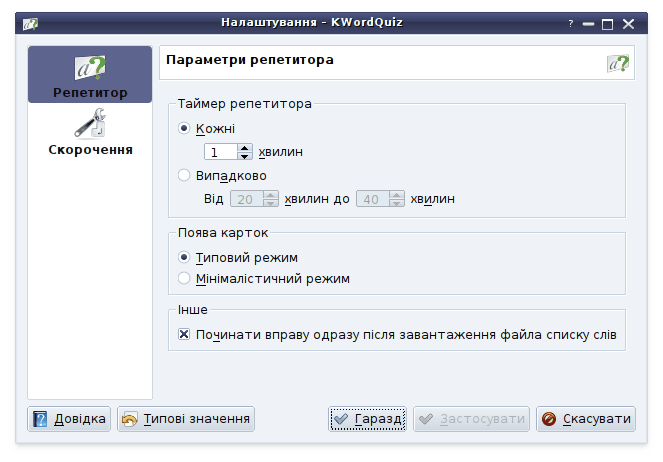 Налаштування – KWordQuiz
Репетитор
Скорочення
Параметри репетитора
Таймер репетитора
Кожні
1 хвилин
Випадково
Від 20 хвилин до 40 хвилин
Поява карток
Типовий режим
Мінімалістичний режим
Інше
Починати вправу одразу після завантаження файла списку слів
Довідка Типові значення Гаразд Застосувати Скасувати